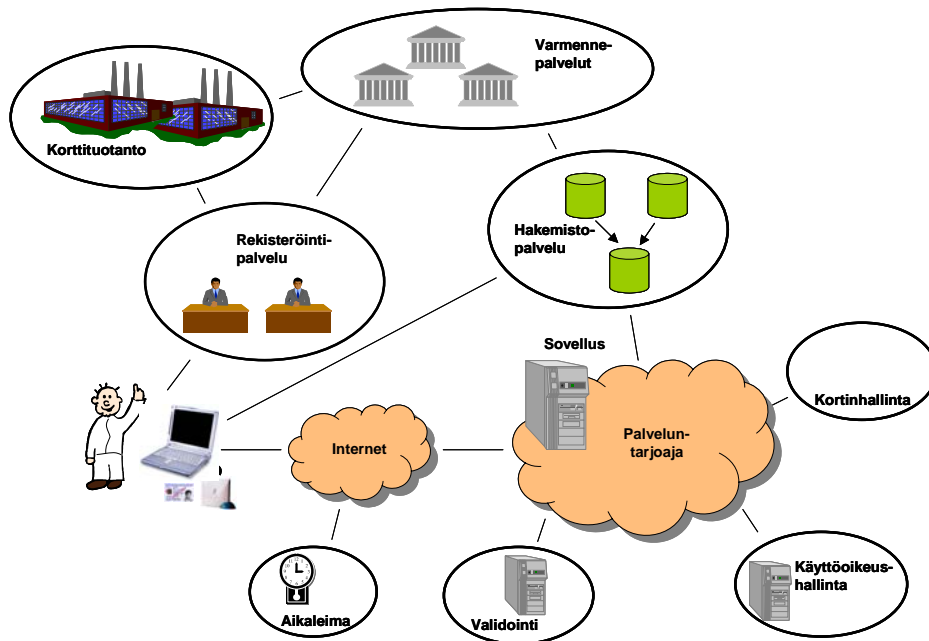 Varmenne-
palvelut
Korttituotanto
Rekisteröinti-
palvelu
Hakemisto-
palvelu
Sovellus
Kortinhallinta
Internet
Palvelun-
tarjoaja
Aikaleima
Validointi
Käyttöoikeus-
hallinta